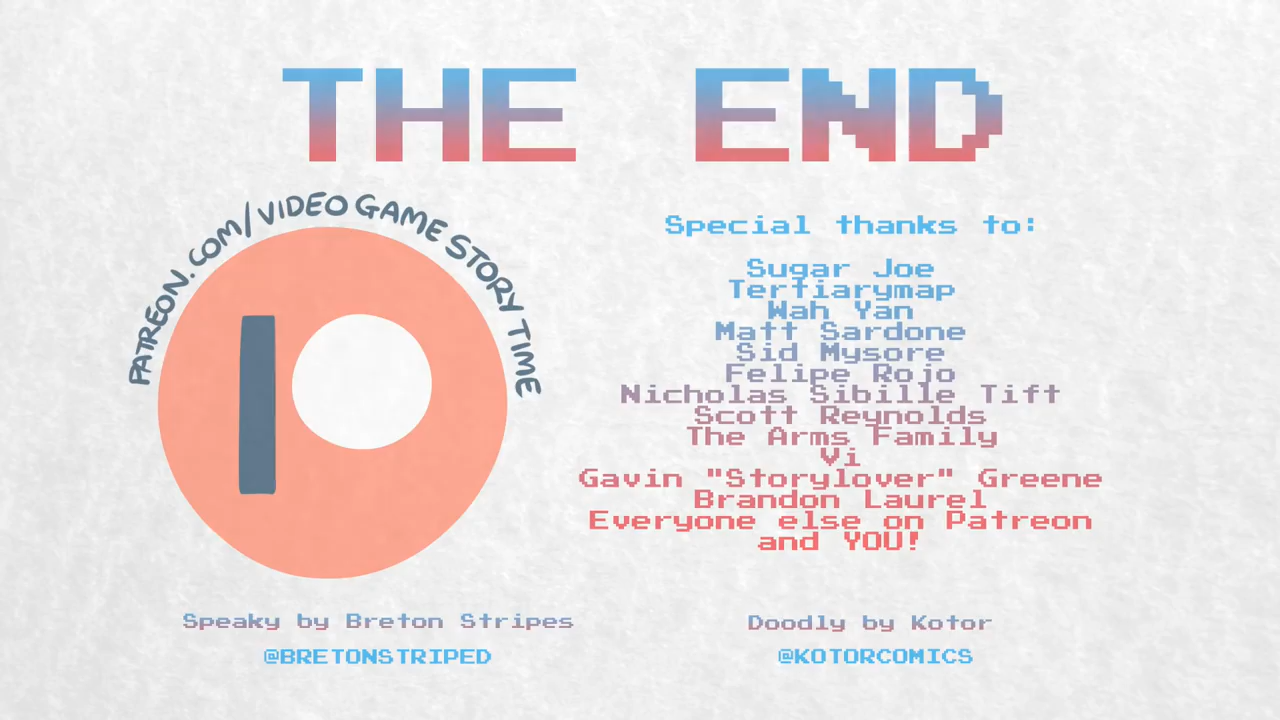 THE END
PATREON.COM/VIDEO GAME STORY TIME
Special thanks to:
Sugar Joe
Tertiarymap
Wah Yan
Matt Sardone
Sid Mysore
Felipe Rojo
Nicholas Sibille Tift
Scott Reynolds
The Arms Family
Vi
Gavin "Storylover" Greene
Brandon Laurel
Everyone else on Patreon
and YOU!
Speaky by Breton Stripes
@BRETONSTRIPED
Doodly by Kotor
@KOTORCOMICS